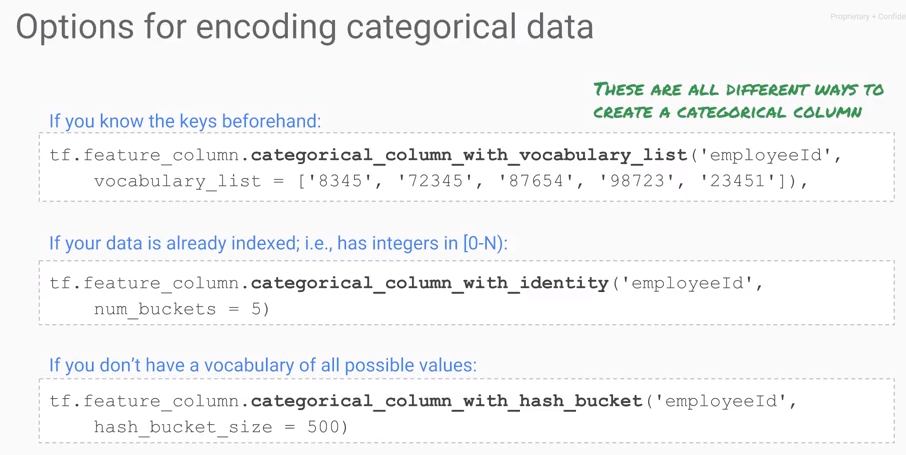 Proprietary + Confide
Options for encoding categorical data
THESE ARE ALL DIFFERENT WAYS TO
CREATE A CATEGORICAL COLUMN
If you know the keys beforehand:
tf.feature_column.categorical_column_with_vocabulary_list('employeeId',
vocabulary_list = ['8345', '72345', '87654', '98723', '23451']),
If your data is already indexed; i.e., has integers in [0-N):
tf.feature_column.categorical_column_with_identity('employeeId',
num_buckets = 5)
If you don’t have a vocabulary of all possible values:
tf.feature_column.categorical_column_with_hash_bucket('employeeId',
hash_bucket_size = 500)